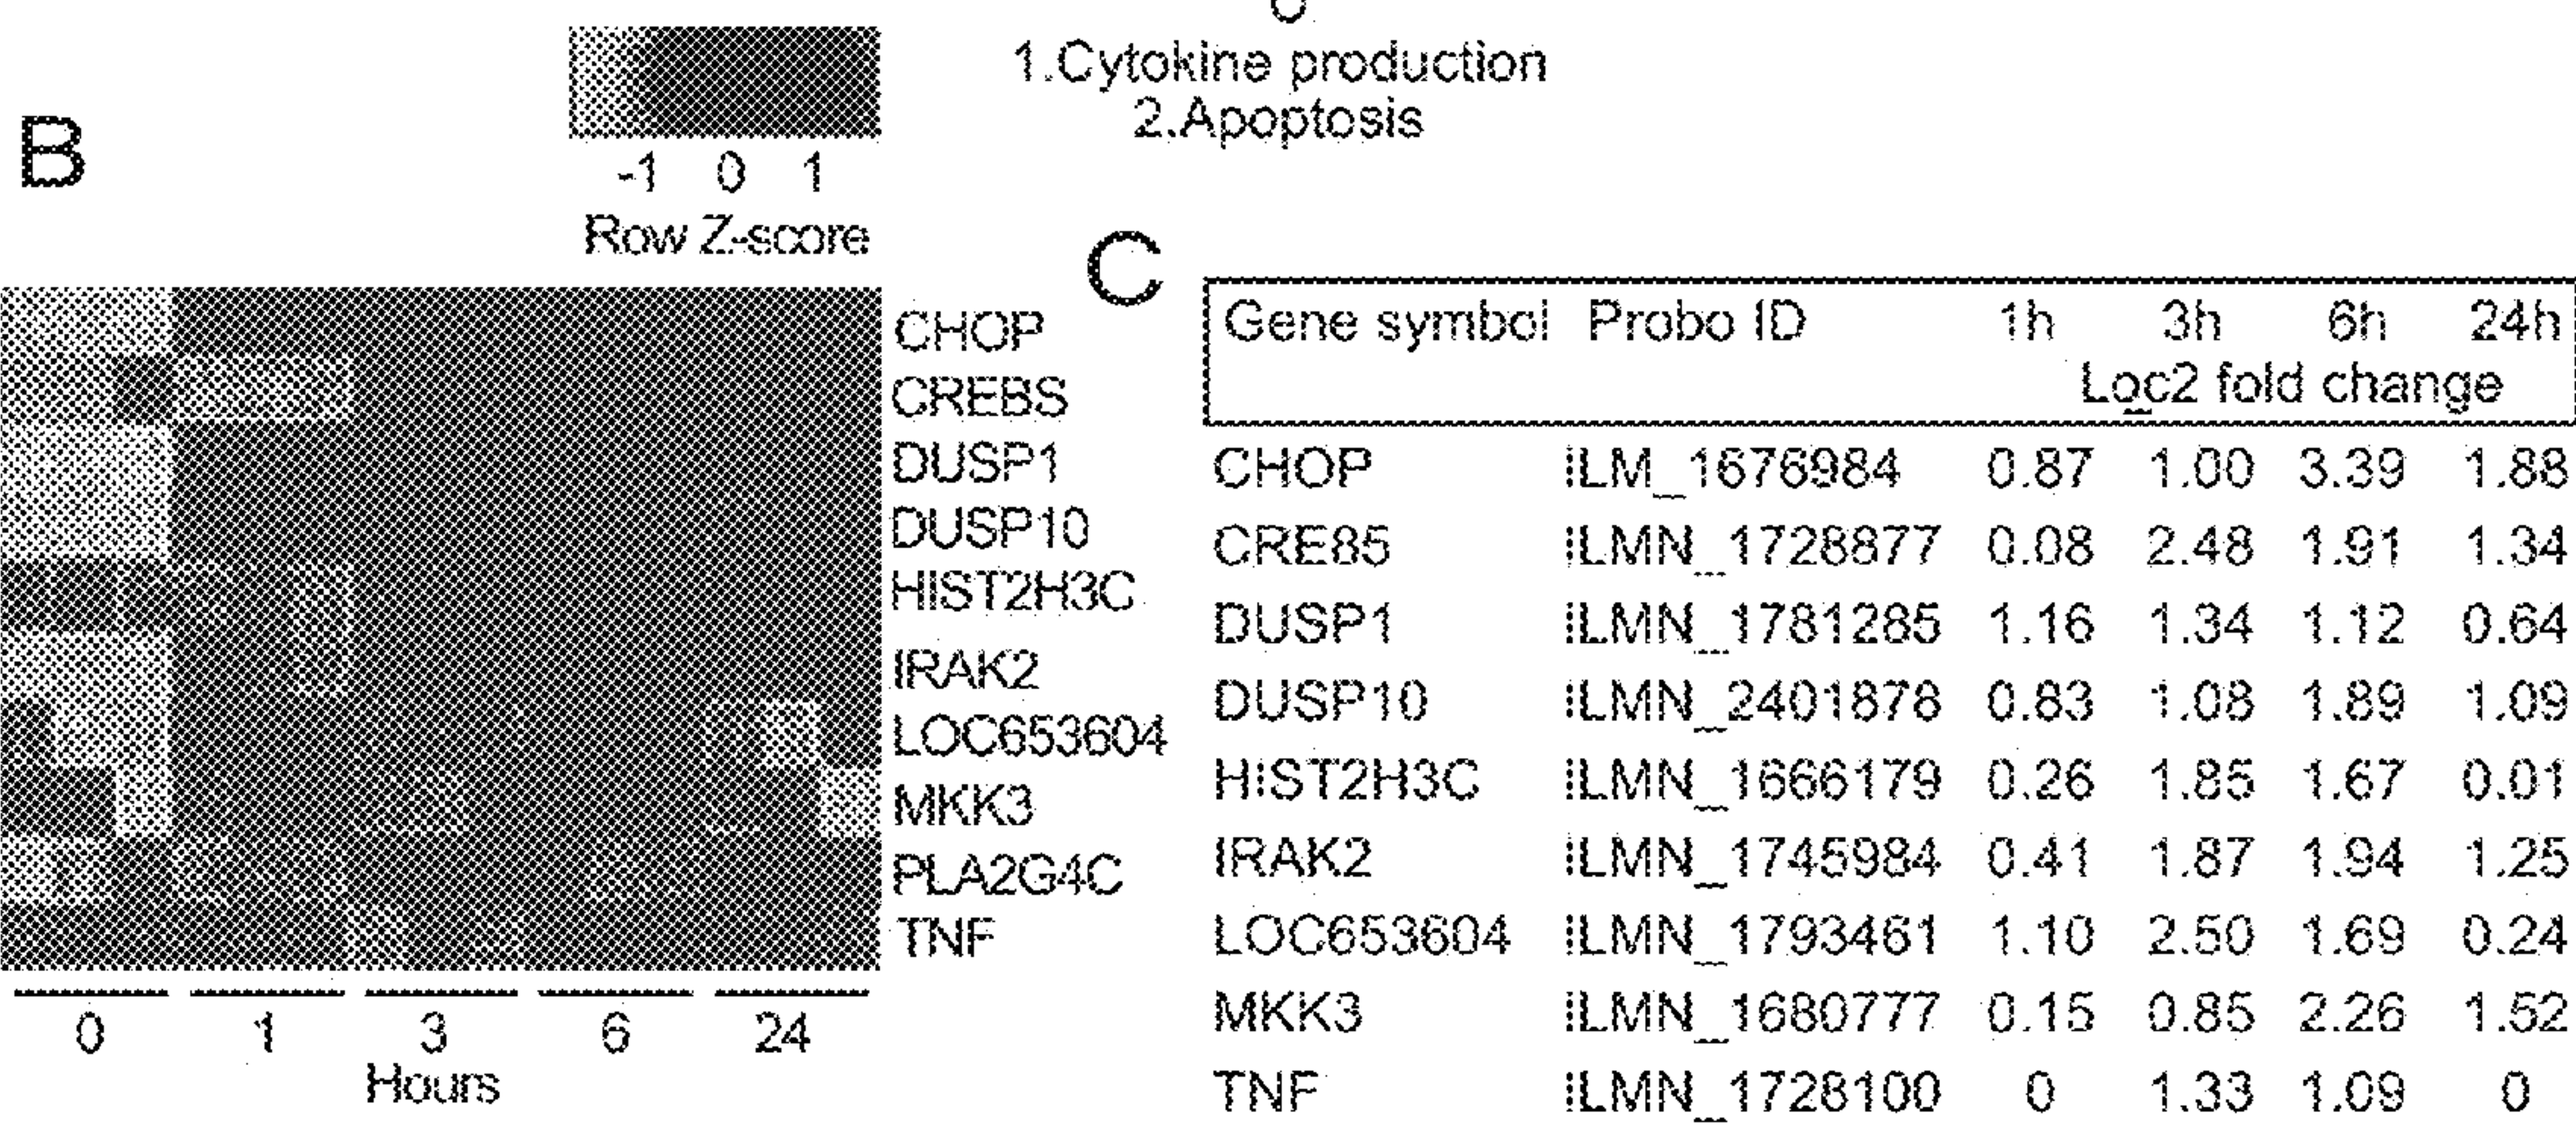 1.Cytokine production
2.Apoptosis
B
-1 0 1
Row Z-score
CHOP
CREBS
DUSP1
DUSP10
HIST2H3C
IRAK2
LOC653604
MKK3
PLA2G4C
TNF
0 1 3 6 24
Hours
C
Gene symbol Probo ID 1h 3h 6h 24h
Loc2 fold change
CHOP ILM_1676984 0.87 1.00 3.39 1.88
CRE85 ILMN_1728877 0.08 2.48 1.91 1.34
DUSP1 ILMN_1781285 1.16 1.34 1.12 0.64
DUSP10 ILMN_2401878 0.83 1.08 1.89 1.09
HIST2H3C ILMN_1666179 0.26 1.85 1.67 0.01
IRAK2 ILMN_1745984 0.41 1.87 1.94 1.25
LOC653604 ILMN_1793461 1.10 2.50 1.69 0.24
MKK3 ILMN_1680777 0.15 0.85 2.26 1.52
TNF ILMN_1728100 0 1.33 1.09 0